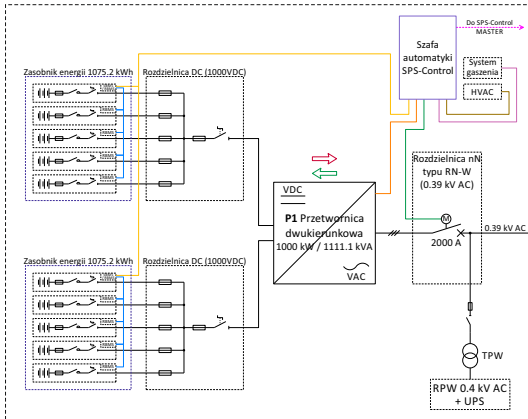 Do SPS-Control
MASTER
Szafa
automatyki
SPS-Control
System
gaszenia
HVAC
Zasobnik energii 1075.2 kWh
Rozdzielnica DC (1000VDC)
Rozdzielnica nN
typu RN-W
(0.39 kV AC)
VDC
P1 Przetwornica
dwukierunkowa
1000 kW / 1111.1 kVA
VAC
M
2000 A
0.39 kV AC
Zasobnik energii 1075.2 kWh
Rozdzielnica DC (1000VDC)
TPW
RPW 0.4 kV AC
+ UPS